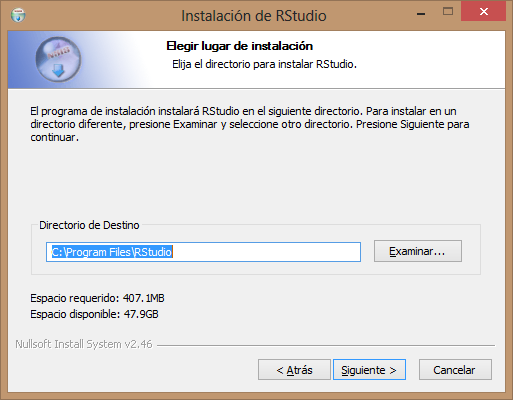 Instalación de RStudio
Elegir lugar de instalación
Elija el directorio para instalar RStudio.
El programa de instalación instalará RStudio en el siguiente directorio. Para instalar en un
directorio diferente, presione Examinar y seleccione otro directorio. Presione Siguiente para
continuar.
Directorio de Destino
C:\Program Files\RStudio
Examinar...
Espacio requerido: 407.1MB
Espacio disponible: 47.9GB
Nullsoft Install System v2.46
< Atrás
Siguiente >
Cancelar